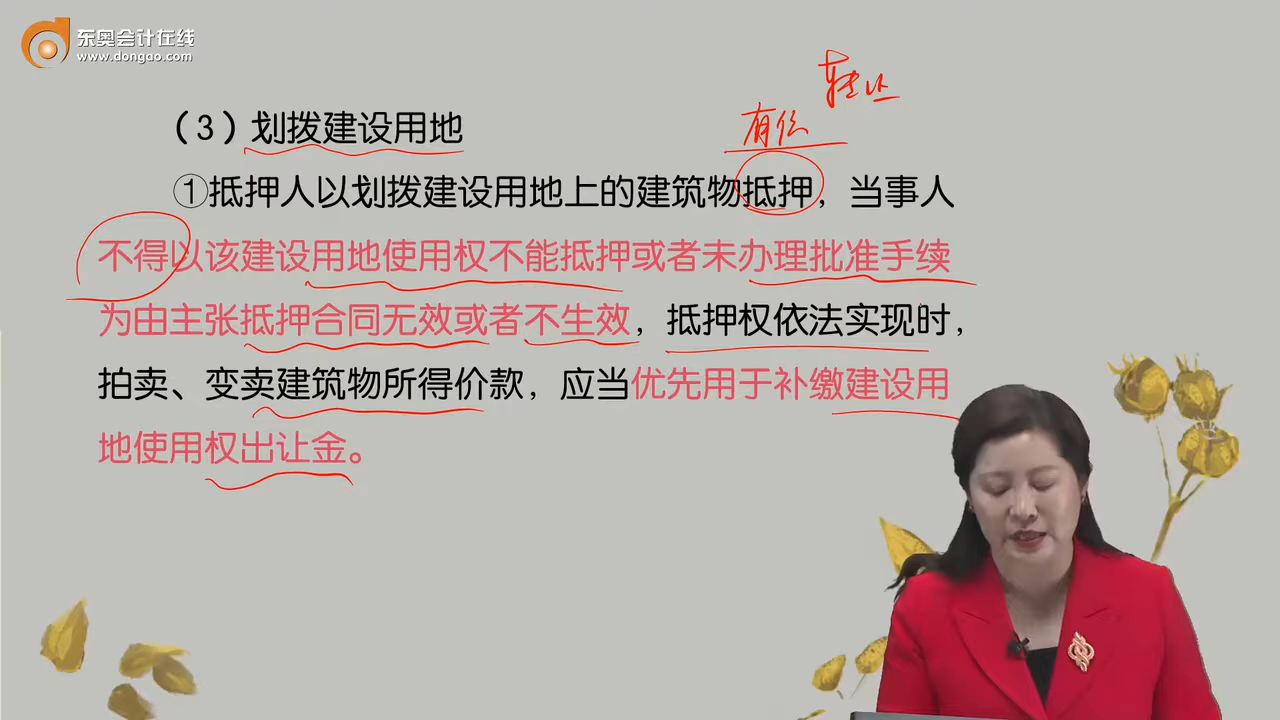 东奥会计在线
www.dongao.com
转让
（3）划拨建设用地
有偿
①抵押人以划拨建设用地上的建筑物抵押，当事人
不得以该建设用地使用权不能抵押或者未办理批准手续
为由主张抵押合同无效或者不生效，抵押权依法实现时，
拍卖、变卖建筑物所得价款，应当优先用于补缴建设用
地使用权出让金。